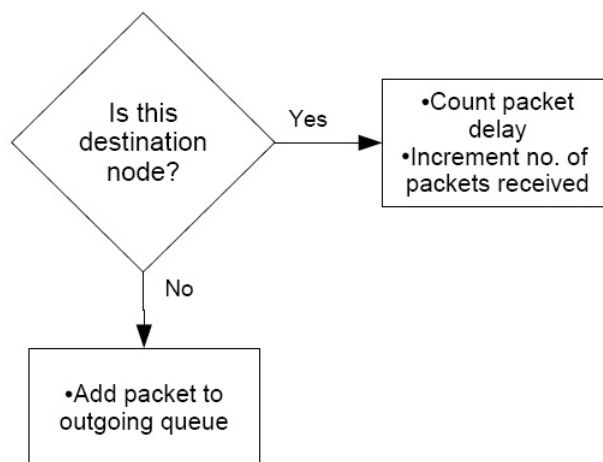 Is this
destination
node?
Yes
•Count packet
delay
•Increment no. of
packets received
No
•Add packet to
outgoing queue